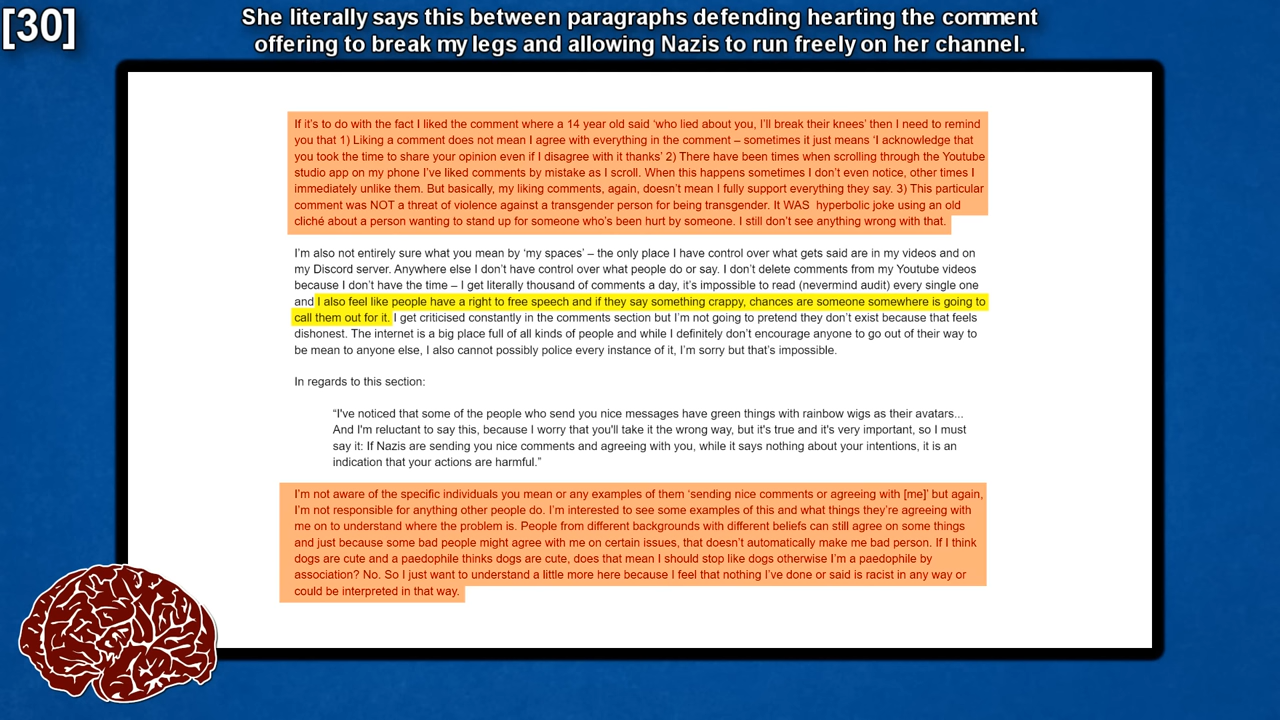 [30]
She literally says this between paragraphs defending hearting the comment
offering to break my legs and allowing Nazis to run freely on her channel.
If it's to do with the fact I liked the comment where a 14 year old said 'who lied about you, I'll break their knees' then I need to remind
you that 1) Liking a comment does not mean I agree with everything in the comment – sometimes it just means 'I acknowledge that
you took the time to share your opinion even if I disagree with it thanks' 2) There have been times when scrolling through the Youtube
studio app on my phone I've liked comments by mistake as I scroll. When this happens sometimes I don't even notice, other times I
immediately unlike them. But basically, my liking comments, again, doesn't mean I fully support everything they say. 3) This particular
comment was NOT a threat of violence against a transgender person for being transgender. It WAS  hyperbolic joke using an old
cliché about a person wanting to stand up for someone who's been hurt by someone. I still don't see anything wrong with that.
I'm also not entirely sure what you mean by 'my spaces' – the only place I have control over what gets said are in my videos and on
my Discord server. Anywhere else I don't have control over what people do or say. I don't delete comments from my Youtube videos
because I don't have the time – I get literally thousand of comments a day, it's impossible to read (nevermind audit) every single one
and I also feel like people have a right to free speech and if they say something crappy, chances are someone somewhere is going to
call them out for it. I get criticised constantly in the comments section but I'm not going to pretend they don't exist because that feels
dishonest. The internet is a big place full of all kinds of people and while I definitely don't encourage anyone to go out of their way to
be mean to anyone else, I also cannot possibly police every instance of it, I'm sorry but that's impossible.
In regards to this section:
“I've noticed that some of the people who send you nice messages have green things with rainbow wigs as their avatars...
And I'm reluctant to say this, because I worry that you'll take it the wrong way, but it's true and it's very important, so I must
say it: If Nazis are sending you nice comments and agreeing with you, while it says nothing about your intentions, it is an
indication that your actions are harmful.”
I'm not aware of the specific individuals you mean or any examples of them 'sending nice comments or agreeing with [me]' but again,
I'm not responsible for anything other people do. I'm interested to see some examples of this and what things they're agreeing with
me on to understand where the problem is. People from different backgrounds with different beliefs can still agree on some things
and just because some bad people might agree with me on certain issues, that doesn't automatically make me bad person. If I think
dogs are cute and a paedophile thinks dogs are cute, does that mean I should stop like dogs otherwise I'm a paedophile by
association? No. So I just want to understand a little more here because I feel that nothing I've done or said is racist in any way or
could be interpreted in that way.